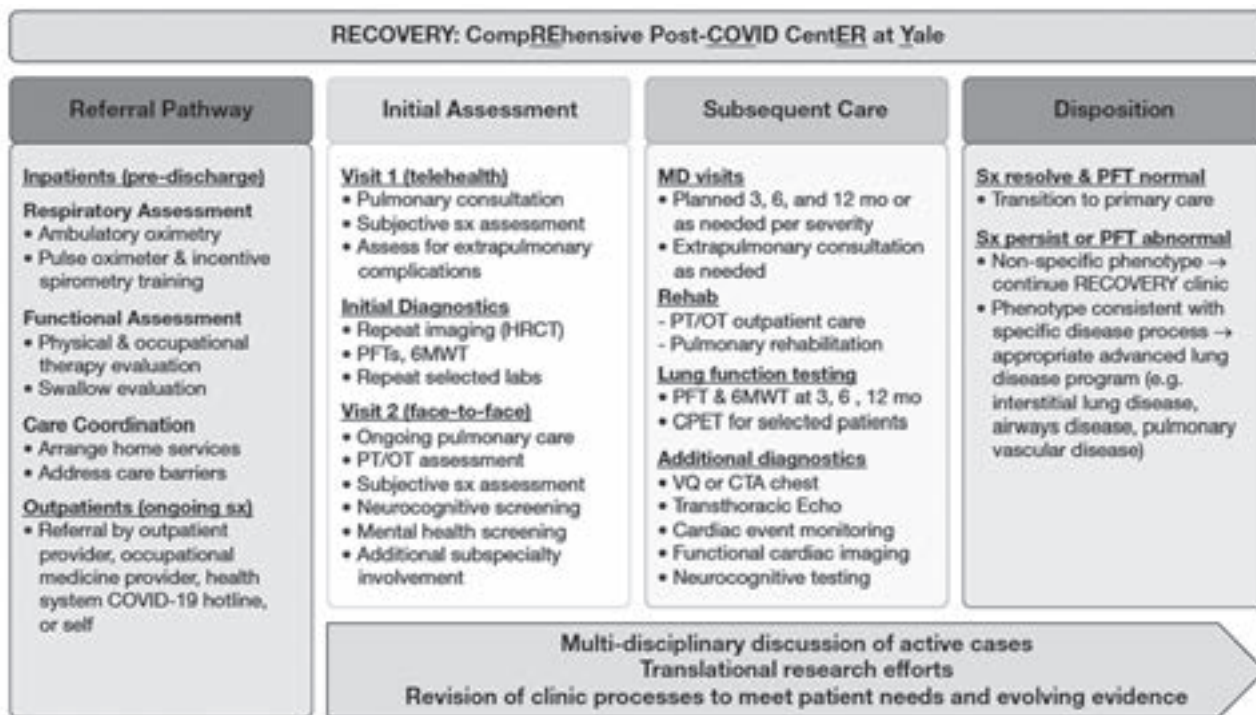 RECOVERY: CompREhensive Post-COVID CentER at Yale
Referral Pathway
Inpatients (pre-discharge)
Respiratory Assessment
• Ambulatory oximetry
• Pulse oximeter & incentive
spirometry training
Functional Assessment
• Physical & occupational
therapy evaluation
• Swallow evaluation
Care Coordination
• Arrange home services
• Address care barriers
Outpatients (ongoing sx)
• Referral by outpatient
provider, occupational
medicine provider, health
system COVID-19 hotline,
or self
Initial Assessment
Visit 1 (telehealth)
• Pulmonary consultation
• Subjective sx assessment
• Assess for extrapulmonary
complications
Initial Diagnostics
• Repeat imaging (HRCT)
• PFTs, 6MWT
• Repeat selected labs
Visit 2 (face-to-face)
• Ongoing pulmonary care
• PT/OT assessment
• Subjective sx assessment
• Neurocognitive screening
• Mental health screening
• Additional subspecialty
involvement
Subsequent Care
MD visits
• Planned 3, 6, and 12 mo or
as needed per severity
• Extrapulmonary consultation
as needed
Rehab
- PT/OT outpatient care
- Pulmonary rehabilitation
Lung function testing
• PFT & 6MWT at 3, 6 , 12 mo
• CPET for selected patients
Additional diagnostics
• VQ or CTA chest
• Transthoracic Echo
• Cardiac event monitoring
• Functional cardiac imaging
• Neurocognitive testing
Disposition
Sx resolve & PFT normal
• Transition to primary care
Sx persist or PFT abnormal
• Non-specific phenotype →
continue RECOVERY clinic
• Phenotype consistent with
specific disease process →
appropriate advanced lung
disease program (e.g.
interstitial lung disease,
airways disease, pulmonary
vascular disease)
Multi-disciplinary discussion of active cases
Translational research efforts
Revision of clinic processes to meet patient needs and evolving evidence